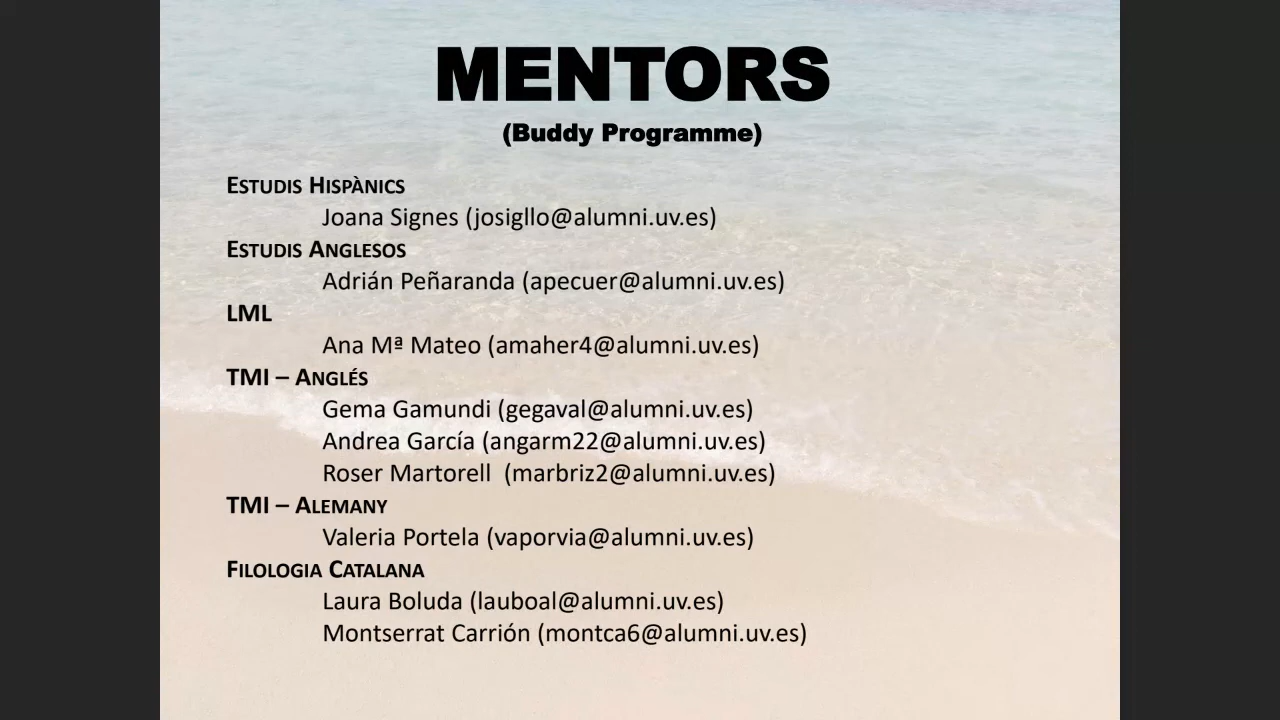 MENTORS
(Buddy Programme)
ESTUDIS HISPÀNICS
Joana Signes (josigllo@alumni.uv.es)
ESTUDIS ANGLESOS
Adrián Peñaranda (apecuer@alumni.uv.es)
LML
Ana Mª Mateo (amaher4@alumni.uv.es)
TMI – ANGLÉS
Gema Gamundi (gegaval@alumni.uv.es)
Andrea García (angarm22@alumni.uv.es)
Roser Martorell (marbriz2@alumni.uv.es)
TMI – ALEMANY
Valeria Portela (vaporvia@alumni.uv.es)
FILOLOGIA CATALANA
Laura Boluda (lauboal@alumni.uv.es)
Montserrat Carrión (montca6@alumni.uv.es)